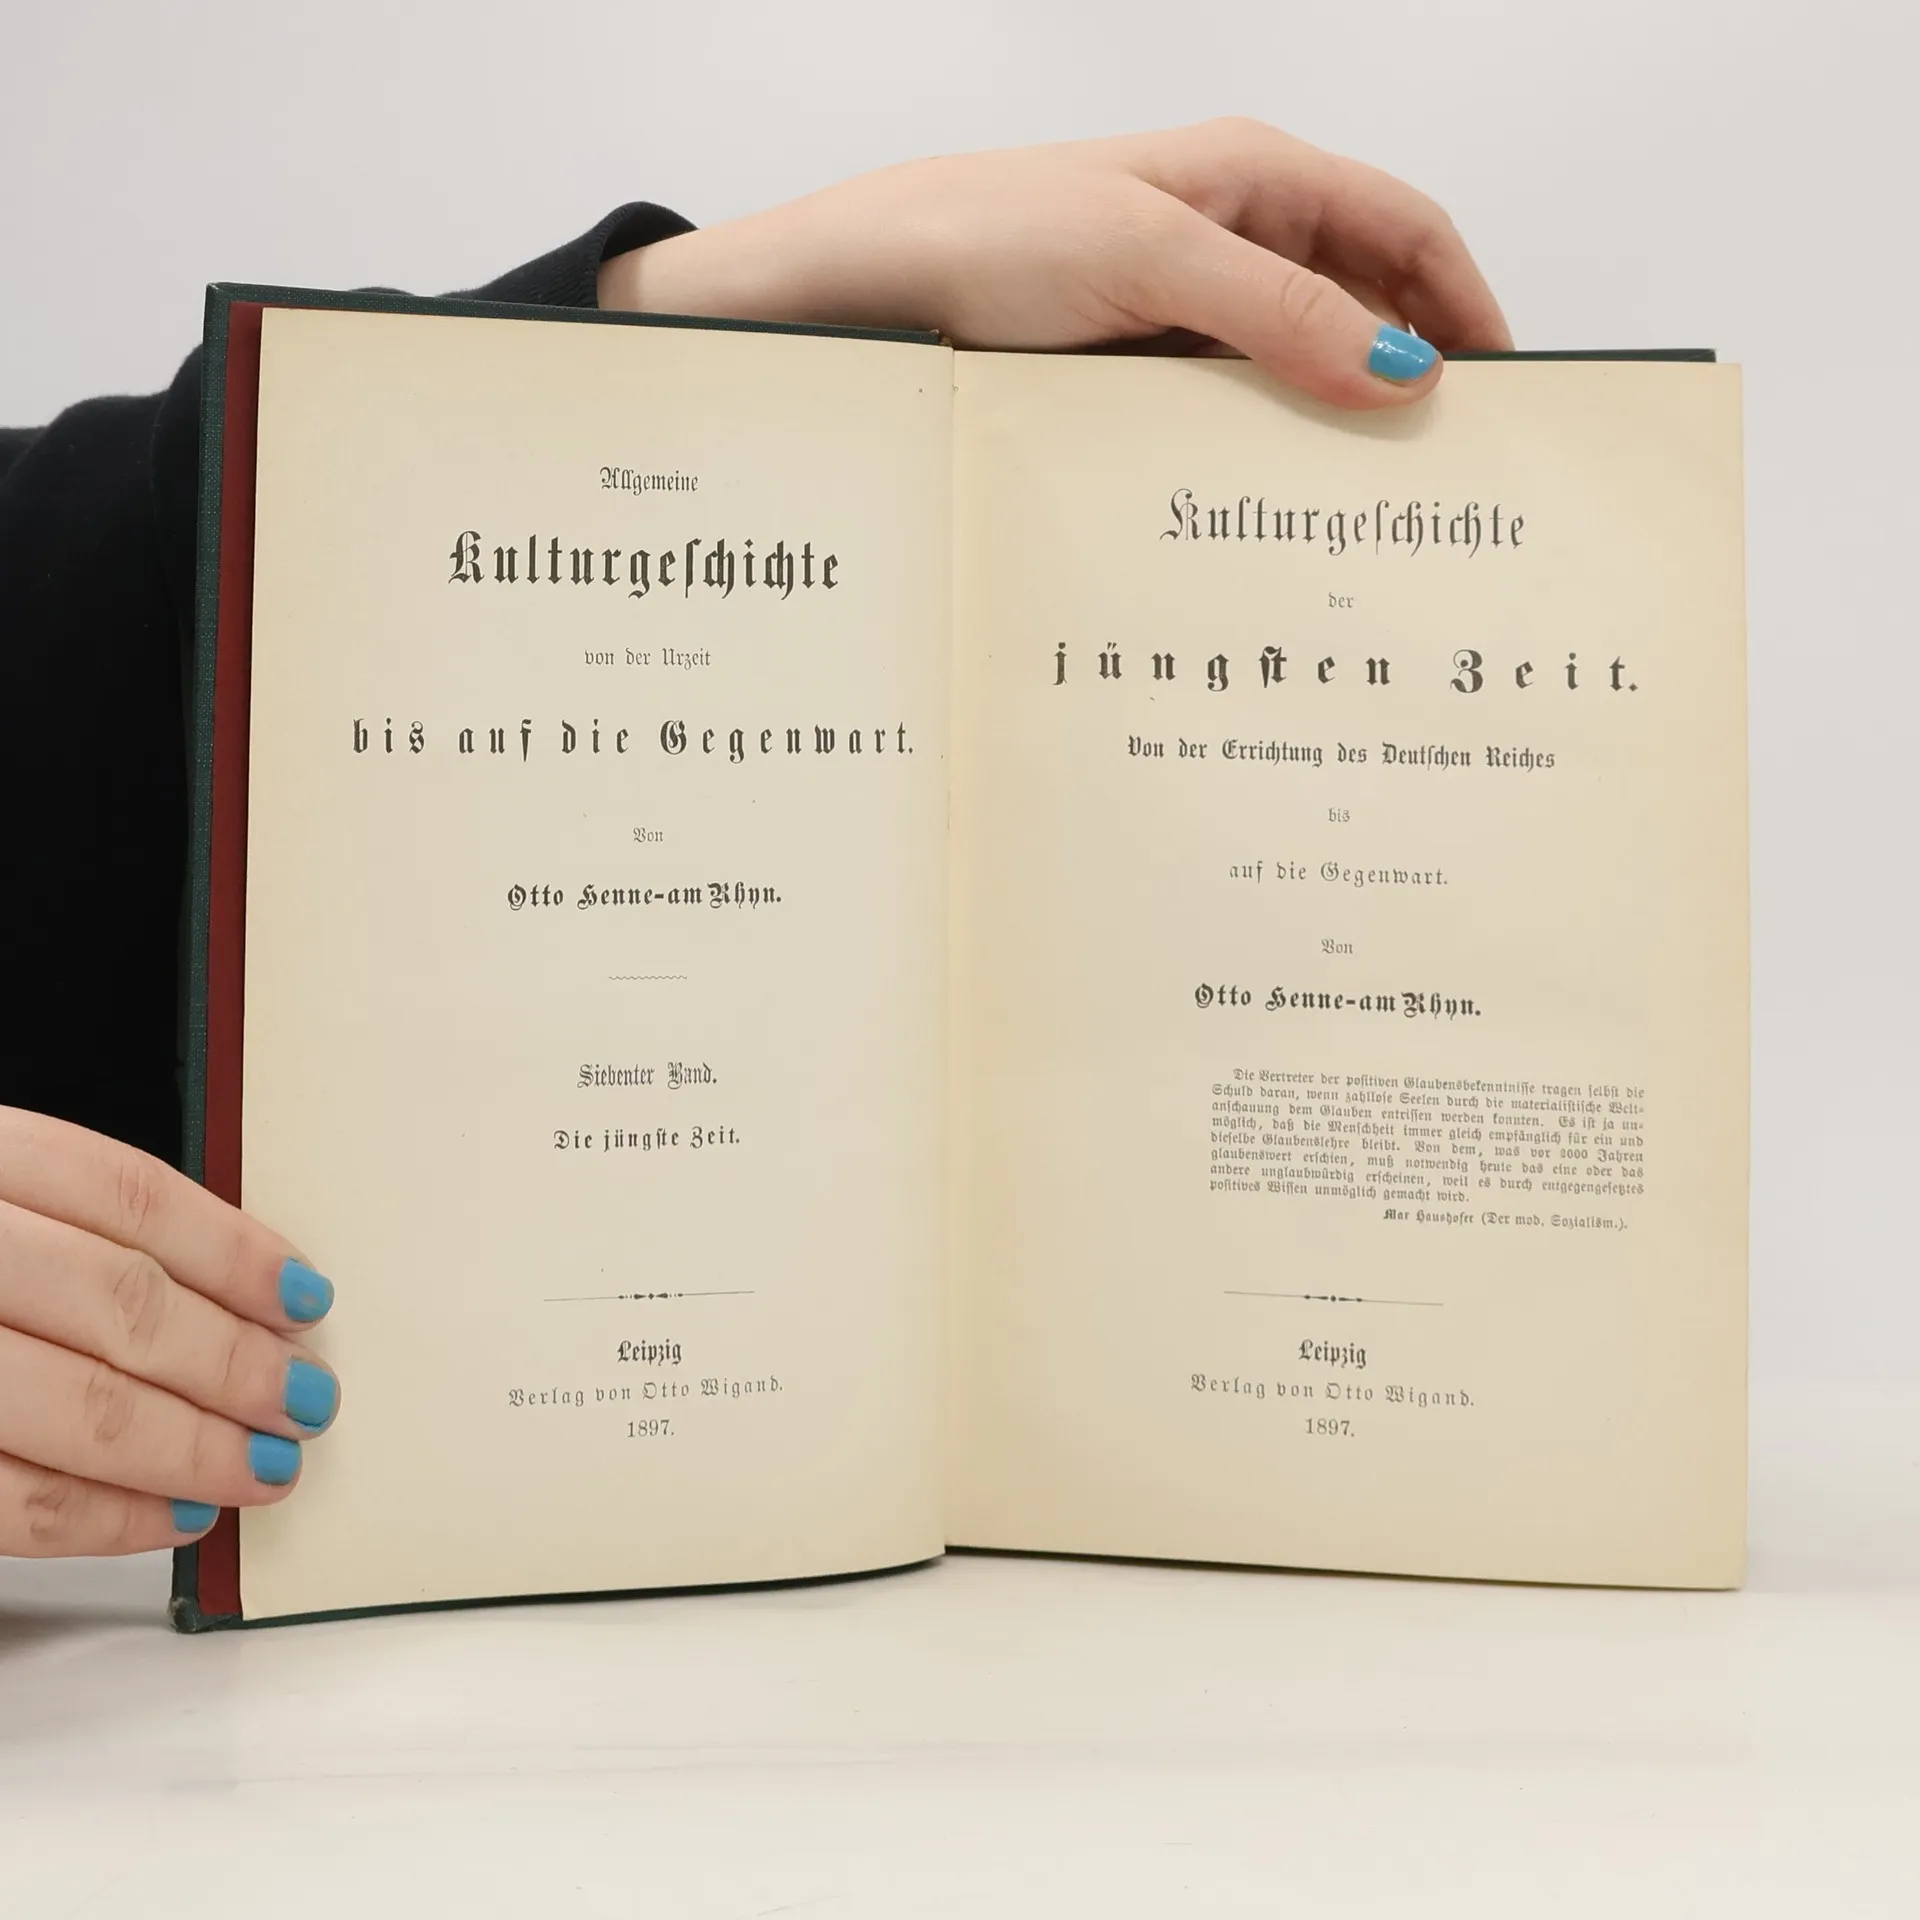 Allgemeine
Kulturgeſchichte
von der Urzeit
bis auf die Gegenwart.
Von
Otto Henne-am Rhyn.
Siebenter Band.
Die jüngſte Zeit.
Leipzig
Verlag von Otto Wigand.
1897.
Kulturgeſchichte
der
jüngſten Zeit.
Von der Errichtung des Deutſchen Reiches
bis
auf die Gegenwart.
Von
Otto Henne-am Rhyn.
Die Vertreter der poſitiven Glaubensbekenntniſſe tragen ſelbſt die
Schuld daran, wenn zahlloſe Seelen durch die materialiſtiſche Welt-
anſchauung dem Glauben entriſſen werden konnten. Es iſt ja un-
möglich, daß die Menſchheit immer gleich empfänglich für ein und
dieſelbe Glaubenslehre bleibt. Von dem, was vor 2000 Jahren
glaubenswert erſchien, muß notwendig heute das eine oder das
andere unglaubwürdig erſcheinen, weil es durch entgegengeſetztes
poſitives Wiſſen unmöglich gemacht wird.
Max Haushofer (Der mod. Sozialism.).
Leipzig
Verlag von Otto Wigand.
1897.